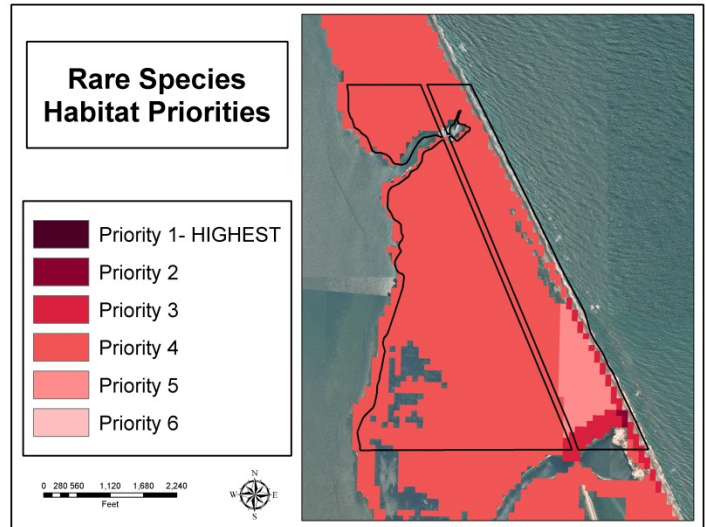 Rare Species
Habitat Priorities
Priority 1- HIGHEST
Priority 2
Priority 3
Priority 4
Priority 5
Priority 6
0 280 560 1,120 1,680 2,240
Feet
N
W E
S